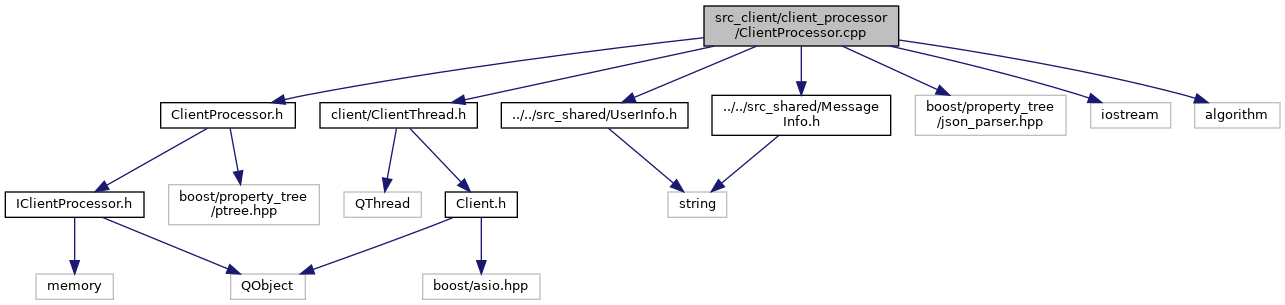 src_client/client_processor
/ClientProcessor.cpp
ClientProcessor.h
client/ClientThread.h
../../src_shared/UserInfo.h
../../src_shared/Message
Info.h
boost/property_tree
/json_parser.hpp
iostream
algorithm
IClientProcessor.h
boost/property_tree
/ptree.hpp
QThread
Client.h
string
memory
QObject
boost/asio.hpp